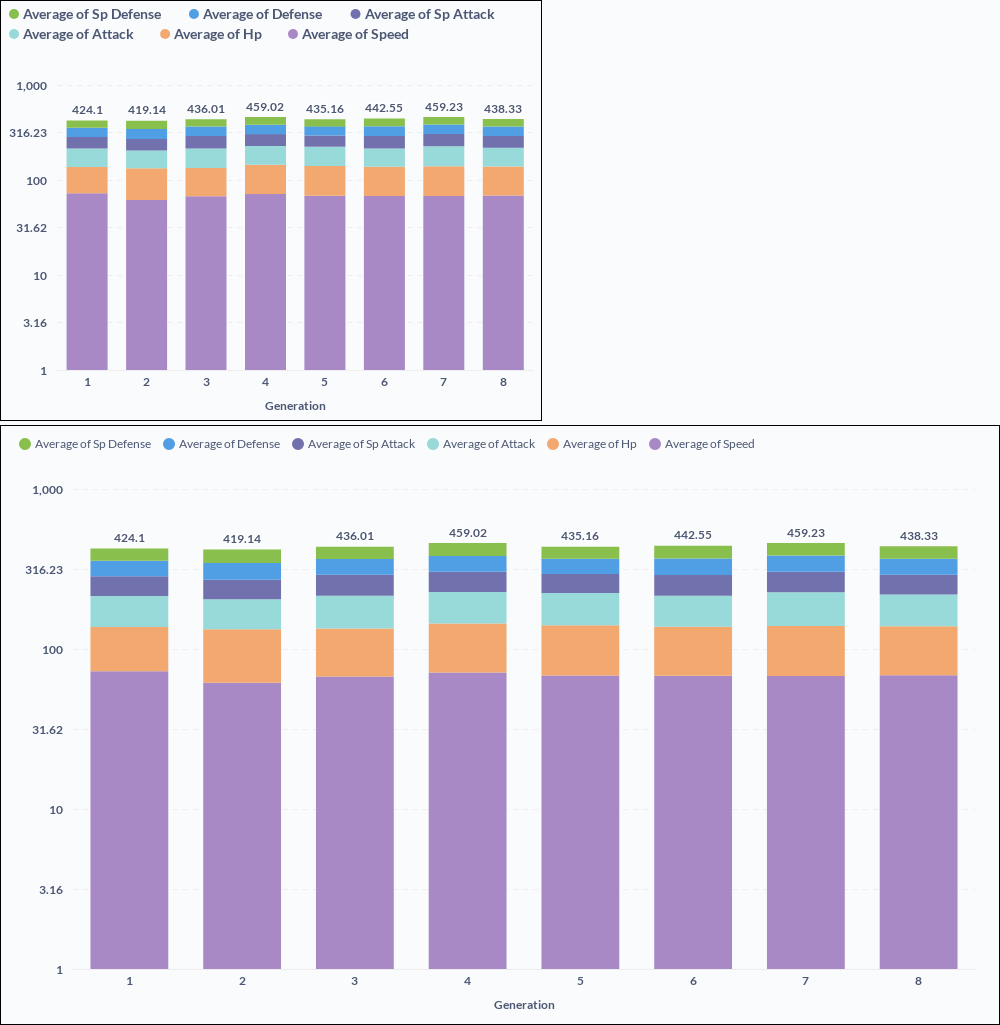 Average of Sp Defense Average of Defense Average of Sp Attack
Average of Attack Average of Hp Average of Speed
1,000
424.1 419.14 436.01 459.02 435.16 442.55 459.23 438.33
316.23
100
31.62
10
3.16
1
1 2 3 4 5 6 7 8
Generation
Average of Sp Defense Average of Defense Average of Sp Attack Average of Attack Average of Hp Average of Speed
1,000
424.1 419.14 436.01 459.02 435.16 442.55 459.23 438.33
316.23
100
31.62
10
3.16
1
1 2 3 4 5 6 7 8
Generation